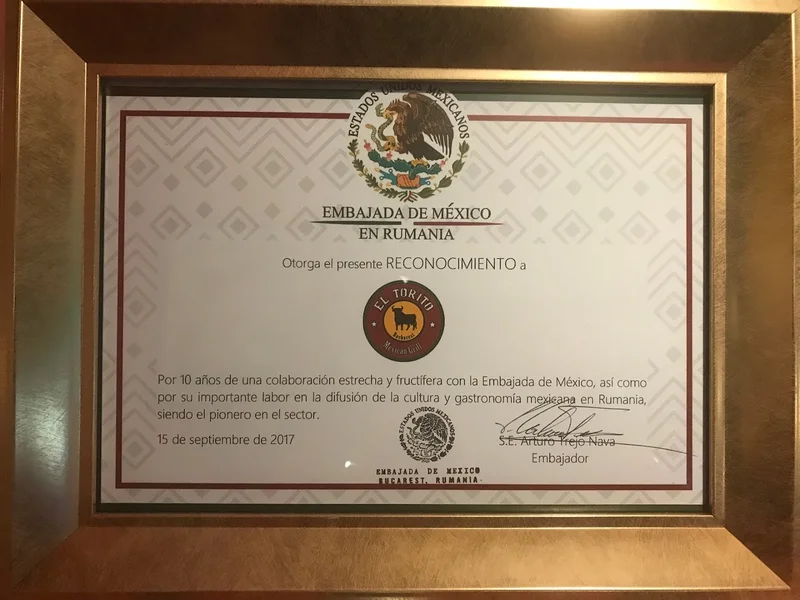 ESTADOS UNIDOS MEXICANOS
EMBAJADA DE MÉXICO
EN RUMANIA
Otorga el presente RECONOCIMIENTO a
EL TORITO
Mexican Grill
Por 10 años de una colaboración estrecha y fructífera con la Embajada de México, así como
por su importante labor en la difusión de la cultura y gastronomía mexicana en Rumania,
siendo el pionero en el sector.
15 de septiembre de 2017
ESTADOS UNIDOS MEXICANOS
EMBAJADA DE MEXICO
BUCAREST, RUMANIA
S.E. Arturo Trejo Nava
Embajador